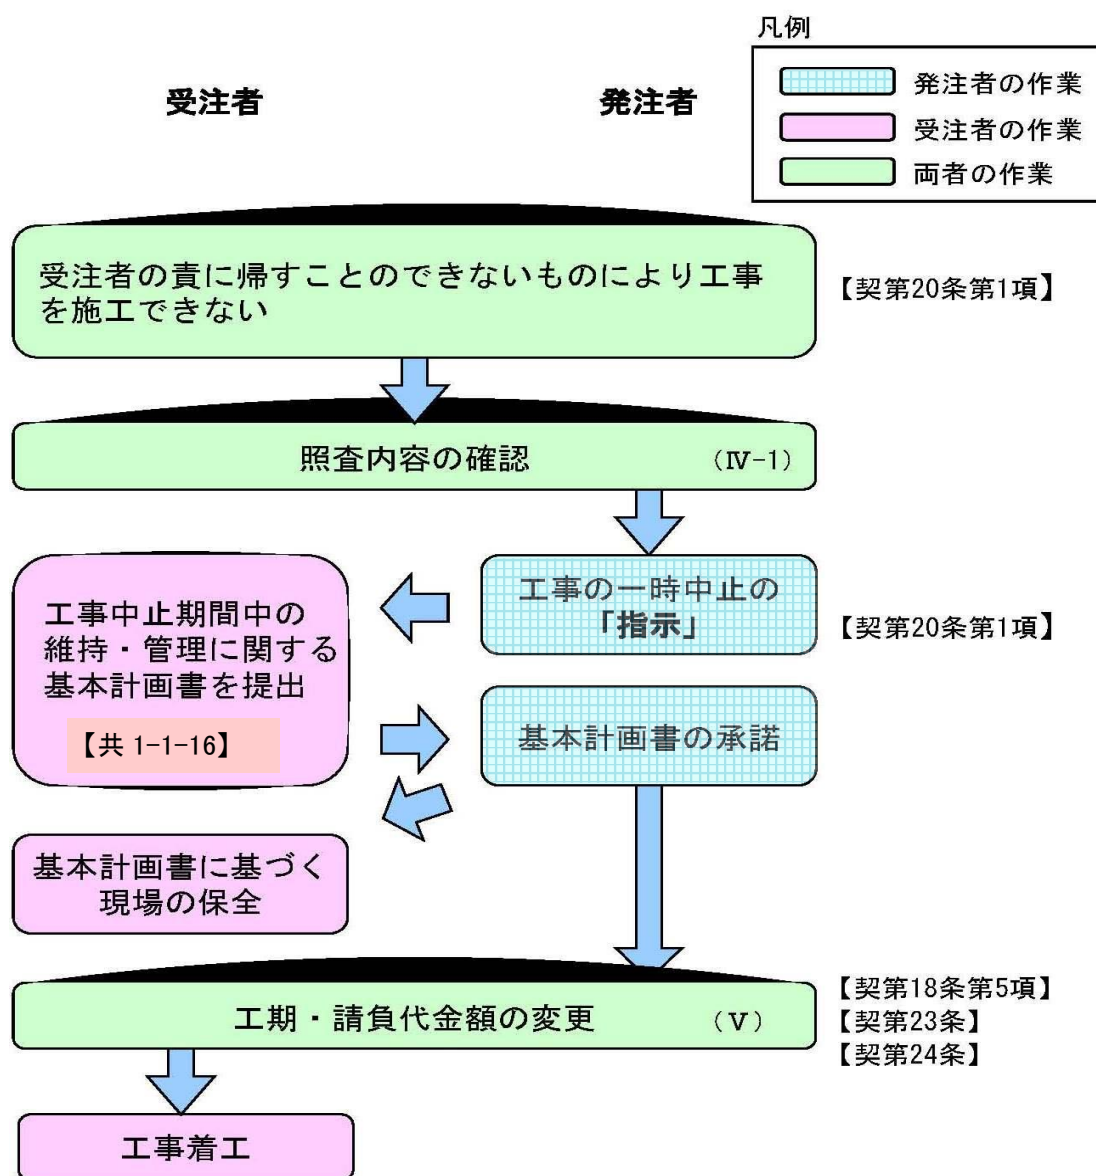 凡例
発注者の作業
受注者の作業
両者の作業
受注者
発注者
受注者の責に帰すことのできないものにより工事
を施工できない
【契第20条第1項】
照査内容の確認
（Ⅳ-1）
工事の一時中止の
「指示」
【契第20条第1項】
工事中止期間中の
維持・管理に関する
基本計画書を提出
【共 1-1-16】
基本計画書の承諾
基本計画書に基づく
現場の保全
工期・請負代金額の変更
（Ⅴ）
【契第18条第5項】
【契第23条】
【契第24条】
工事着工